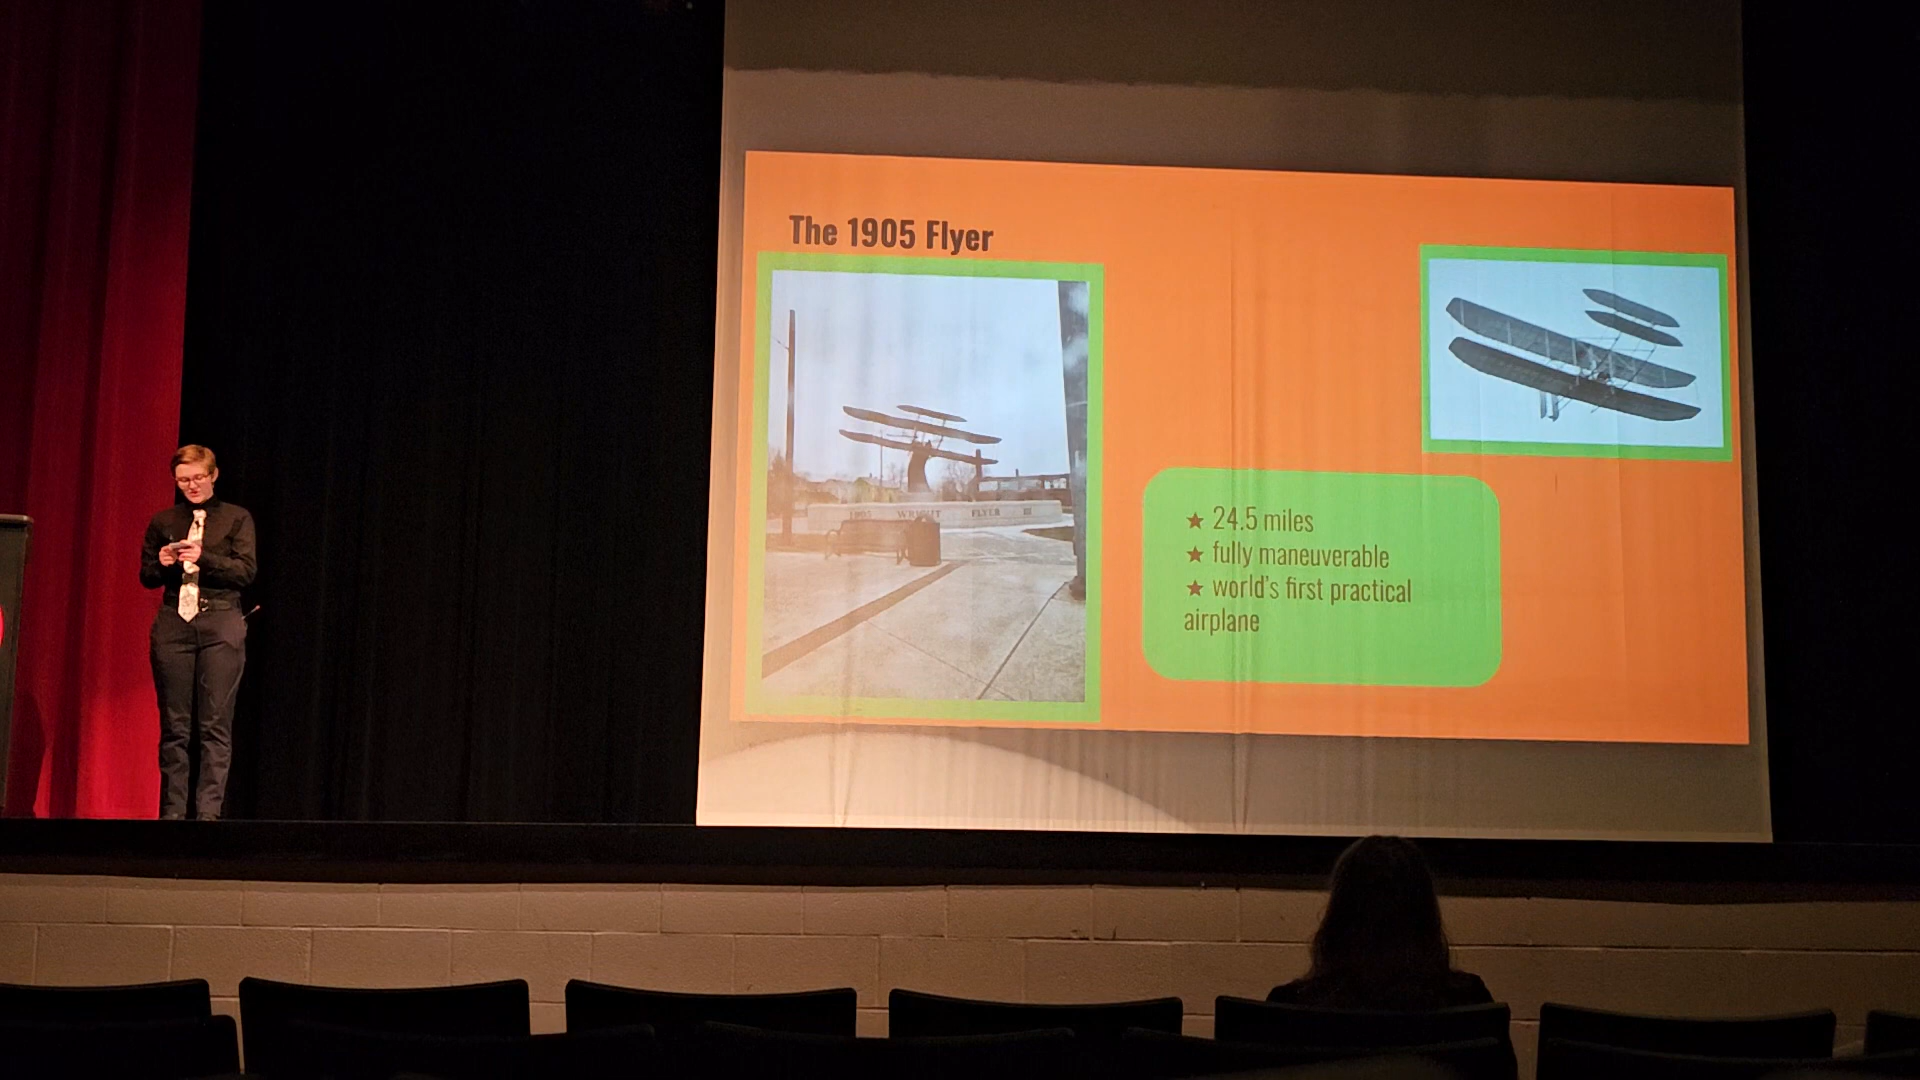 The 1905 Flyer
1905 WRIGHT FLYER III
★ 24.5 miles
★ fully maneuverable
★ world's first practical
airplane